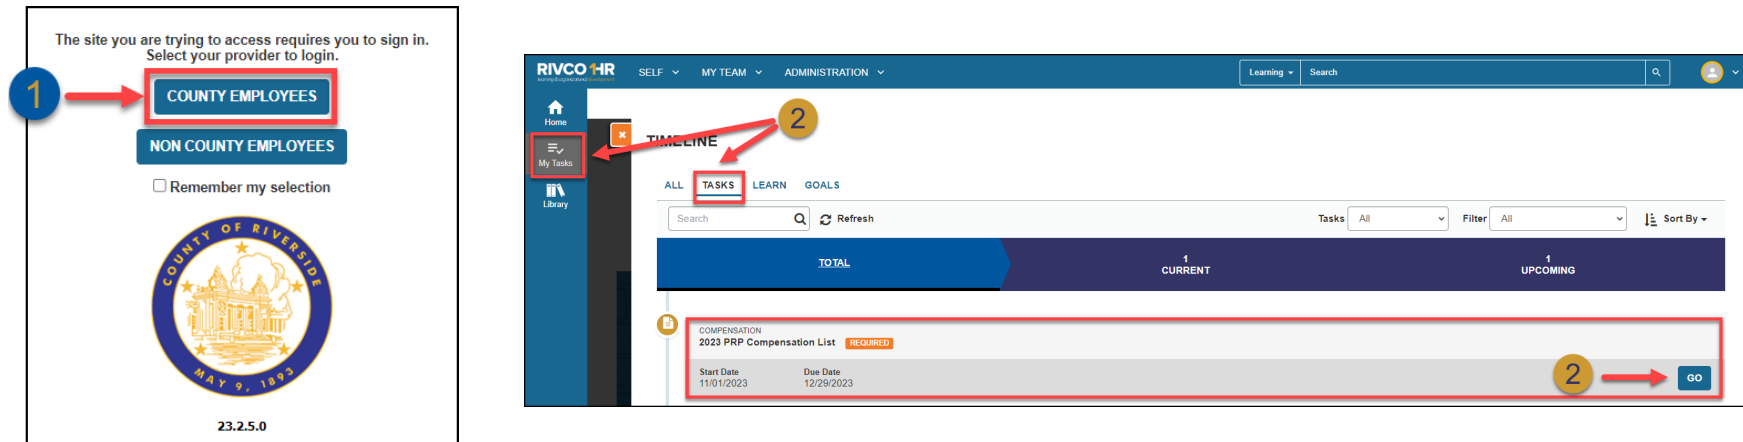 The site you are trying to access requires you to sign in.
Select your provider to login.
1
COUNTY EMPLOYEES
NON COUNTY EMPLOYEES
Remember my selection
COUNTY OF RIVERSIDE
MAY 9, 1893
23.2.5.0
RIVCO 1HR
SELF
MY TEAM
ADMINISTRATION
Learning
Search
Home
My Tasks
Library
2
TIMELINE
ALL
TASKS
LEARN
GOALS
Search
Refresh
Tasks
All
Filter
All
Sort By
TOTAL
1
CURRENT
1
UPCOMING
COMPENSATION
2023 PRP Compensation List REQUIRED
Start Date
11/01/2023
Due Date
12/29/2023
2
GO